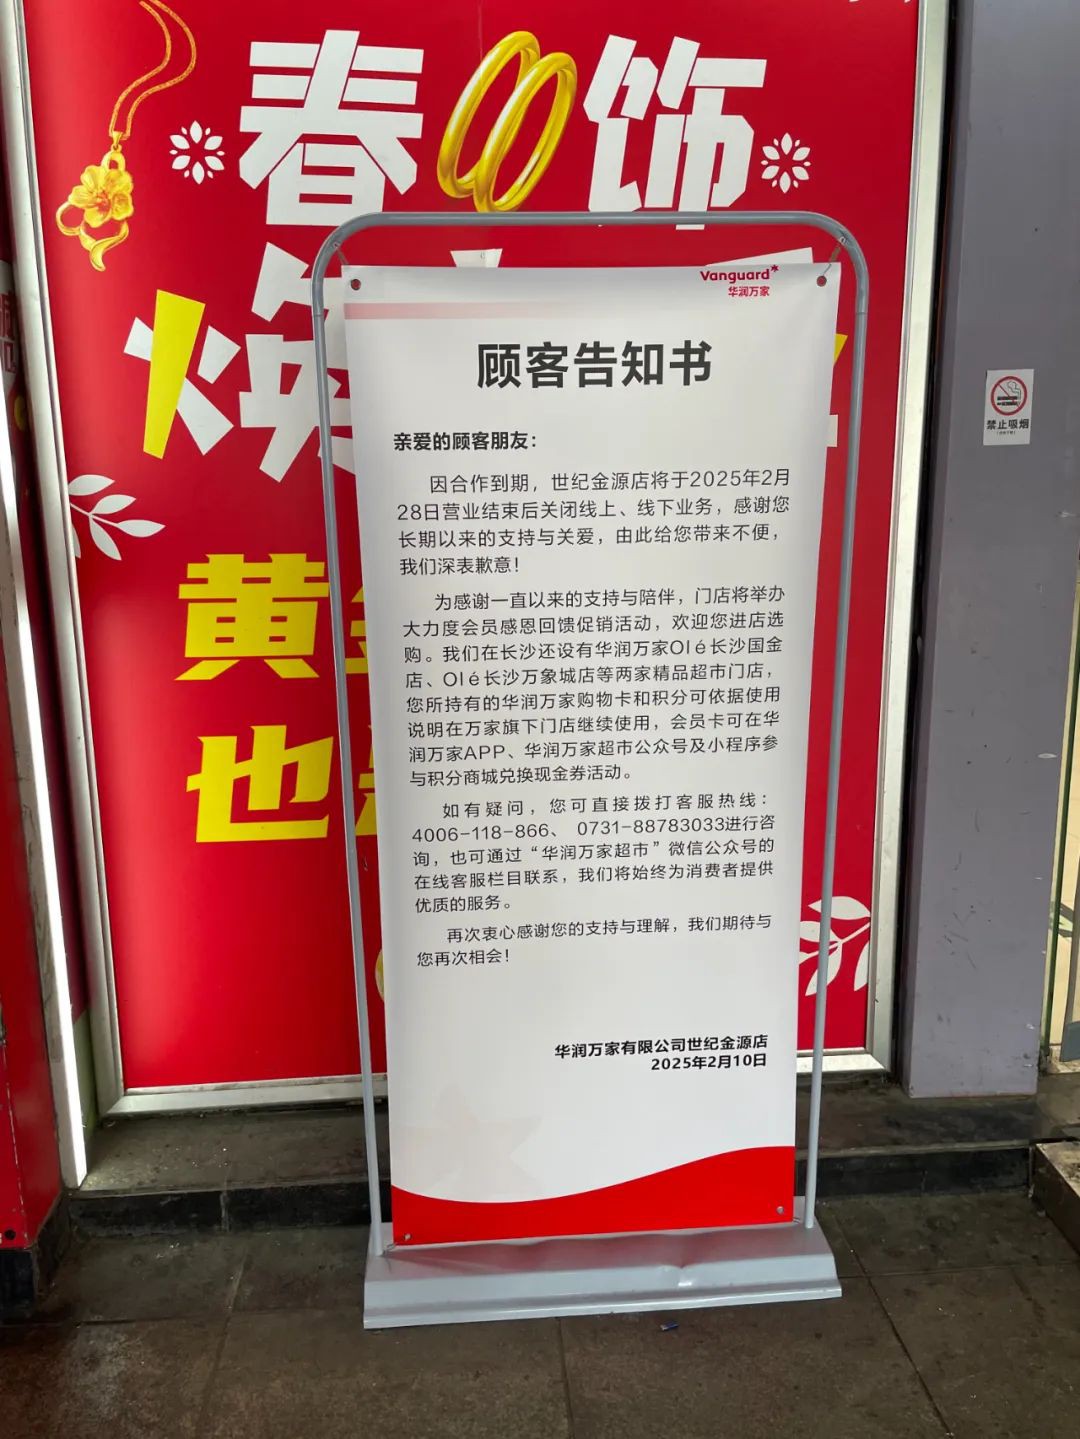 春 饰
焕
黄
也
Vanguard
华润万家
顾客告知书
亲爱的顾客朋友：
因合作到期，世纪金源店将于2025年2月
28日营业结束后关闭线上、线下业务，感谢您
长期以来的支持与关爱，由此给您带来不便，
我们深表歉意！
为感谢一直以来的支持与陪伴，门店将举办
大力度会员感恩回馈促销活动，欢迎您进店选
购。我们在长沙还设有华润万家Olé长沙国金
店、Olé长沙万象城店等两家精品超市门店，
您所持有的华润万家购物卡和积分可依据使用
说明在万家旗下门店继续使用，会员卡可在华
润万家APP、华润万家超市公众号及小程序参
与积分商城兑换现金券活动。
如有疑问，您可直接拨打客服热线：
4006-118-866、 0731-88783033进行咨
询，也可通过“华润万家超市”微信公众号的
在线客服栏目联系，我们将始终为消费者提供
优质的服务。
再次衷心感谢您的支持与理解，我们期待与
您再次相会！
华润万家有限公司世纪金源店
2025年2月10日
禁止吸烟